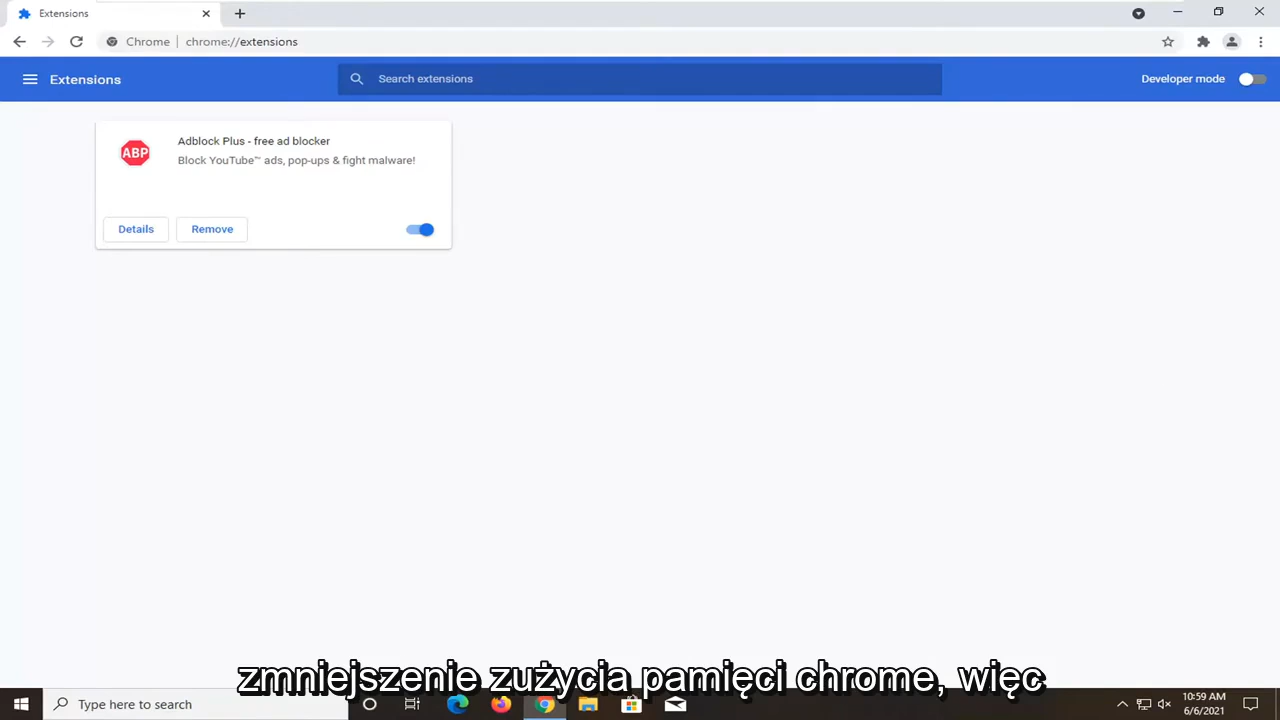 Extensions
Chrome | chrome://extensions
Extensions
Search extensions
Developer mode
ABP
Adblock Plus - free ad blocker
Block YouTube™ ads, pop-ups & fight malware!
Details
Remove
zmniejszenie zużycia pamięci chrome, więc
Type here to search
10:59 AM
6/6/2021